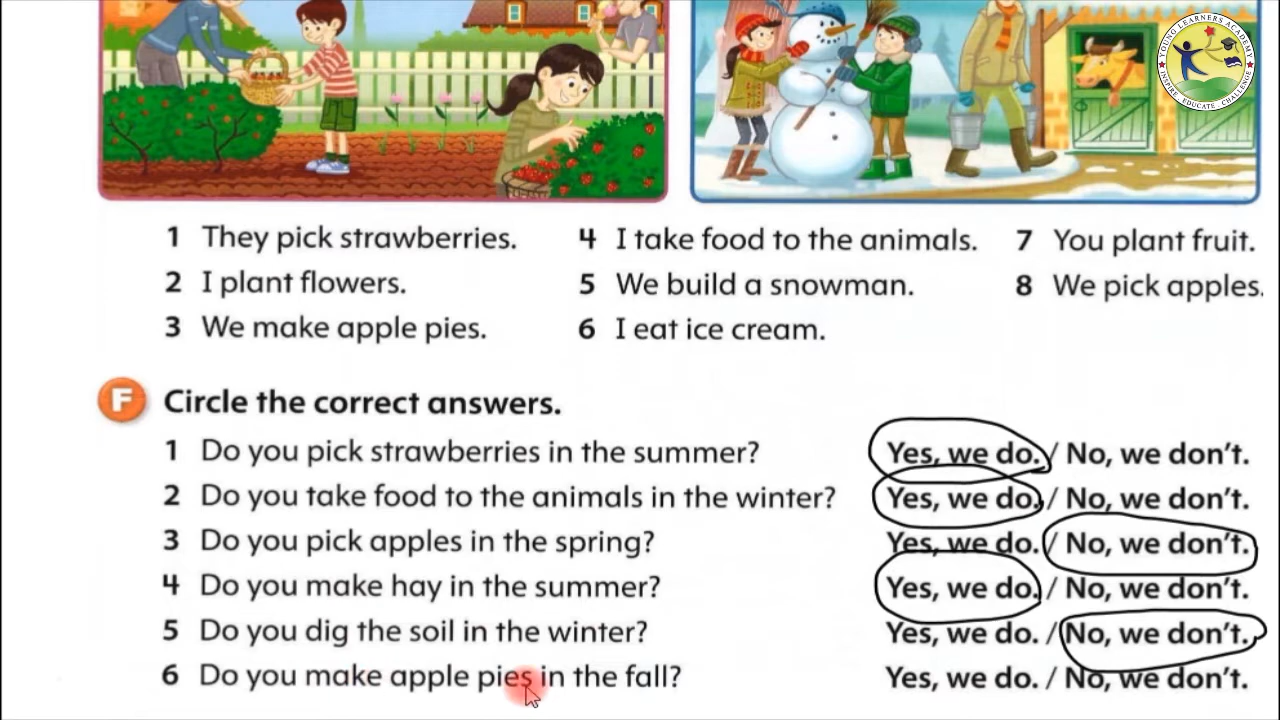 YOUNG LEARNERS ACADEMY
INSPIRE . EDUCATE . CHALLENGE
1 They pick strawberries.
2 I plant flowers.
3 We make apple pies.
4 I take food to the animals.
5 We build a snowman.
6 I eat ice cream.
7 You plant fruit.
8 We pick apples.
F Circle the correct answers.
1 Do you pick strawberries in the summer? Yes, we do. / No, we don't.
2 Do you take food to the animals in the winter? Yes, we do. / No, we don't.
3 Do you pick apples in the spring? Yes, we do. / No, we don't.
4 Do you make hay in the summer? Yes, we do. / No, we don't.
5 Do you dig the soil in the winter? Yes, we do. / No, we don't.
6 Do you make apple pies in the fall? Yes, we do. / No, we don't.